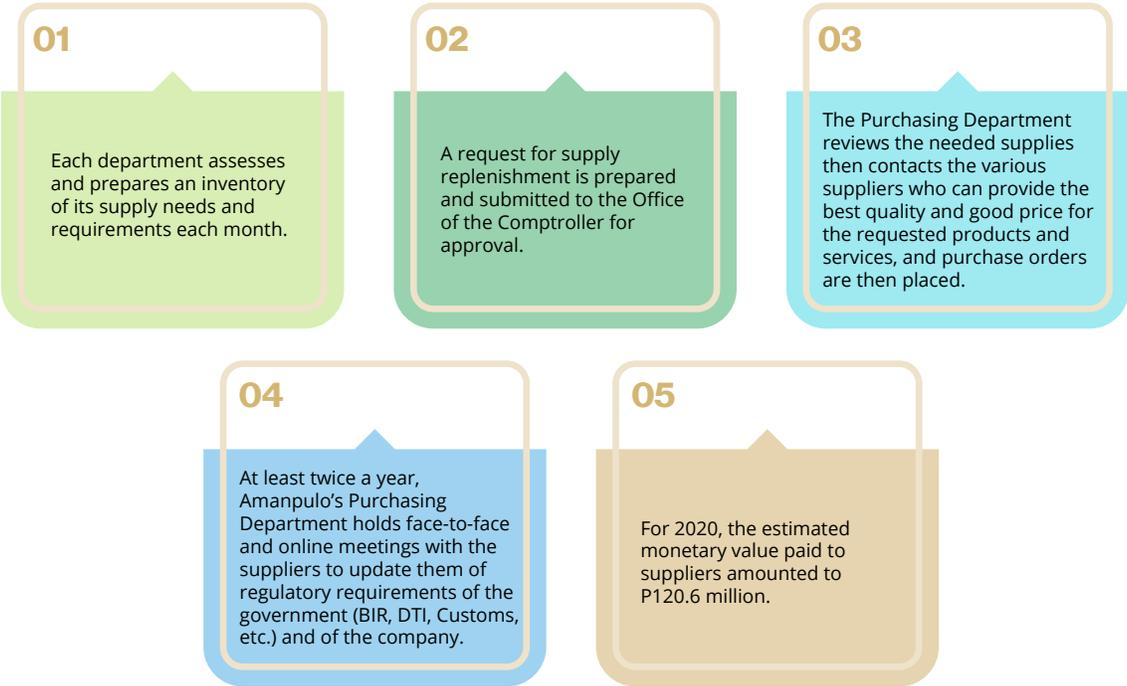 01
Each department assesses
and prepares an inventory
of its supply needs and
requirements each month.
02
A request for supply
replenishment is prepared
and submitted to the Office
of the Comptroller for
approval.
03
The Purchasing Department
reviews the needed supplies
then contacts the various
suppliers who can provide the
best quality and good price for
the requested products and
services, and purchase orders
are then placed.
04
At least twice a year,
Amanpulo’s Purchasing
Department holds face-to-face
and online meetings with the
suppliers to update them of
regulatory requirements of the
government (BIR, DTI, Customs,
etc.) and of the company.
05
For 2020, the estimated
monetary value paid to
suppliers amounted to
P120.6 million.